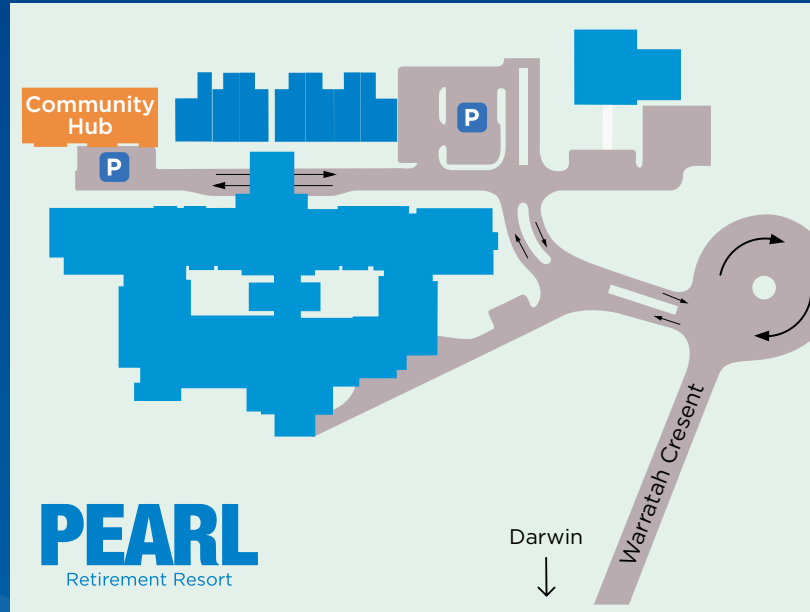 Community
Hub
P
P
Warratah Cresent
Darwin
PEARL
Retirement Resort